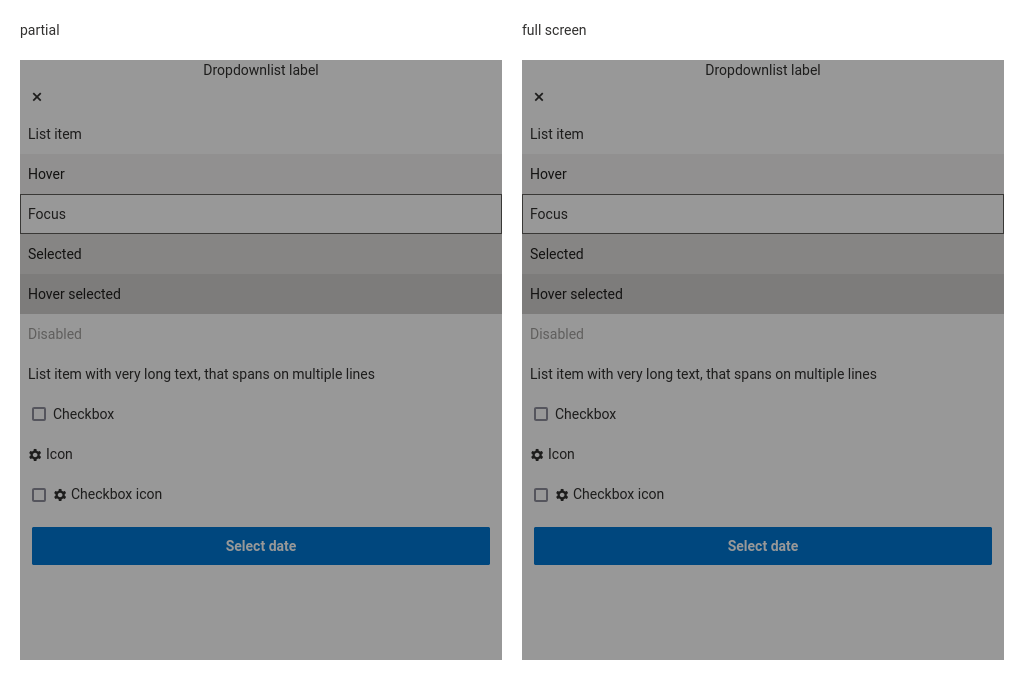 partial
Dropdownlist label
List item
Hover
Focus
Selected
Hover selected
Disabled
List item with very long text, that spans on multiple lines
Checkbox
Icon
Checkbox icon
Select date
full screen
Dropdownlist label
List item
Hover
Focus
Selected
Hover selected
Disabled
List item with very long text, that spans on multiple lines
Checkbox
Icon
Checkbox icon
Select date